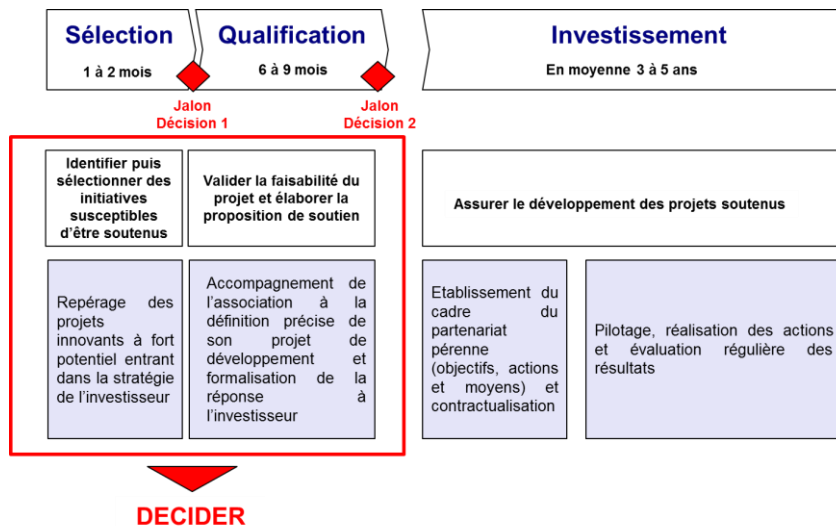 Sélection
1 à 2 mois
Qualification
6 à 9 mois
Investissement
En moyenne 3 à 5 ans
Jalon
Décision 1
Jalon
Décision 2
Identifier puis
sélectionner des
initiatives
susceptibles
d'être soutenus
Valider la faisabilité du
projet et élaborer la
proposition de soutien
Assurer le développement des projets soutenus
Repérage des
projets
innovants à fort
potentiel entrant
dans la stratégie
de l'investisseur
Accompagnement de
l'association à la
définition précise de
son projet de
développement et
formalisation de la
réponse à
l'investisseur
Etablissement du
cadre du
partenariat
pérenne
(objectifs, actions
et moyens) et
contractualisation
Pilotage, réalisation des actions
et évaluation régulière des
résultats
DECIDER